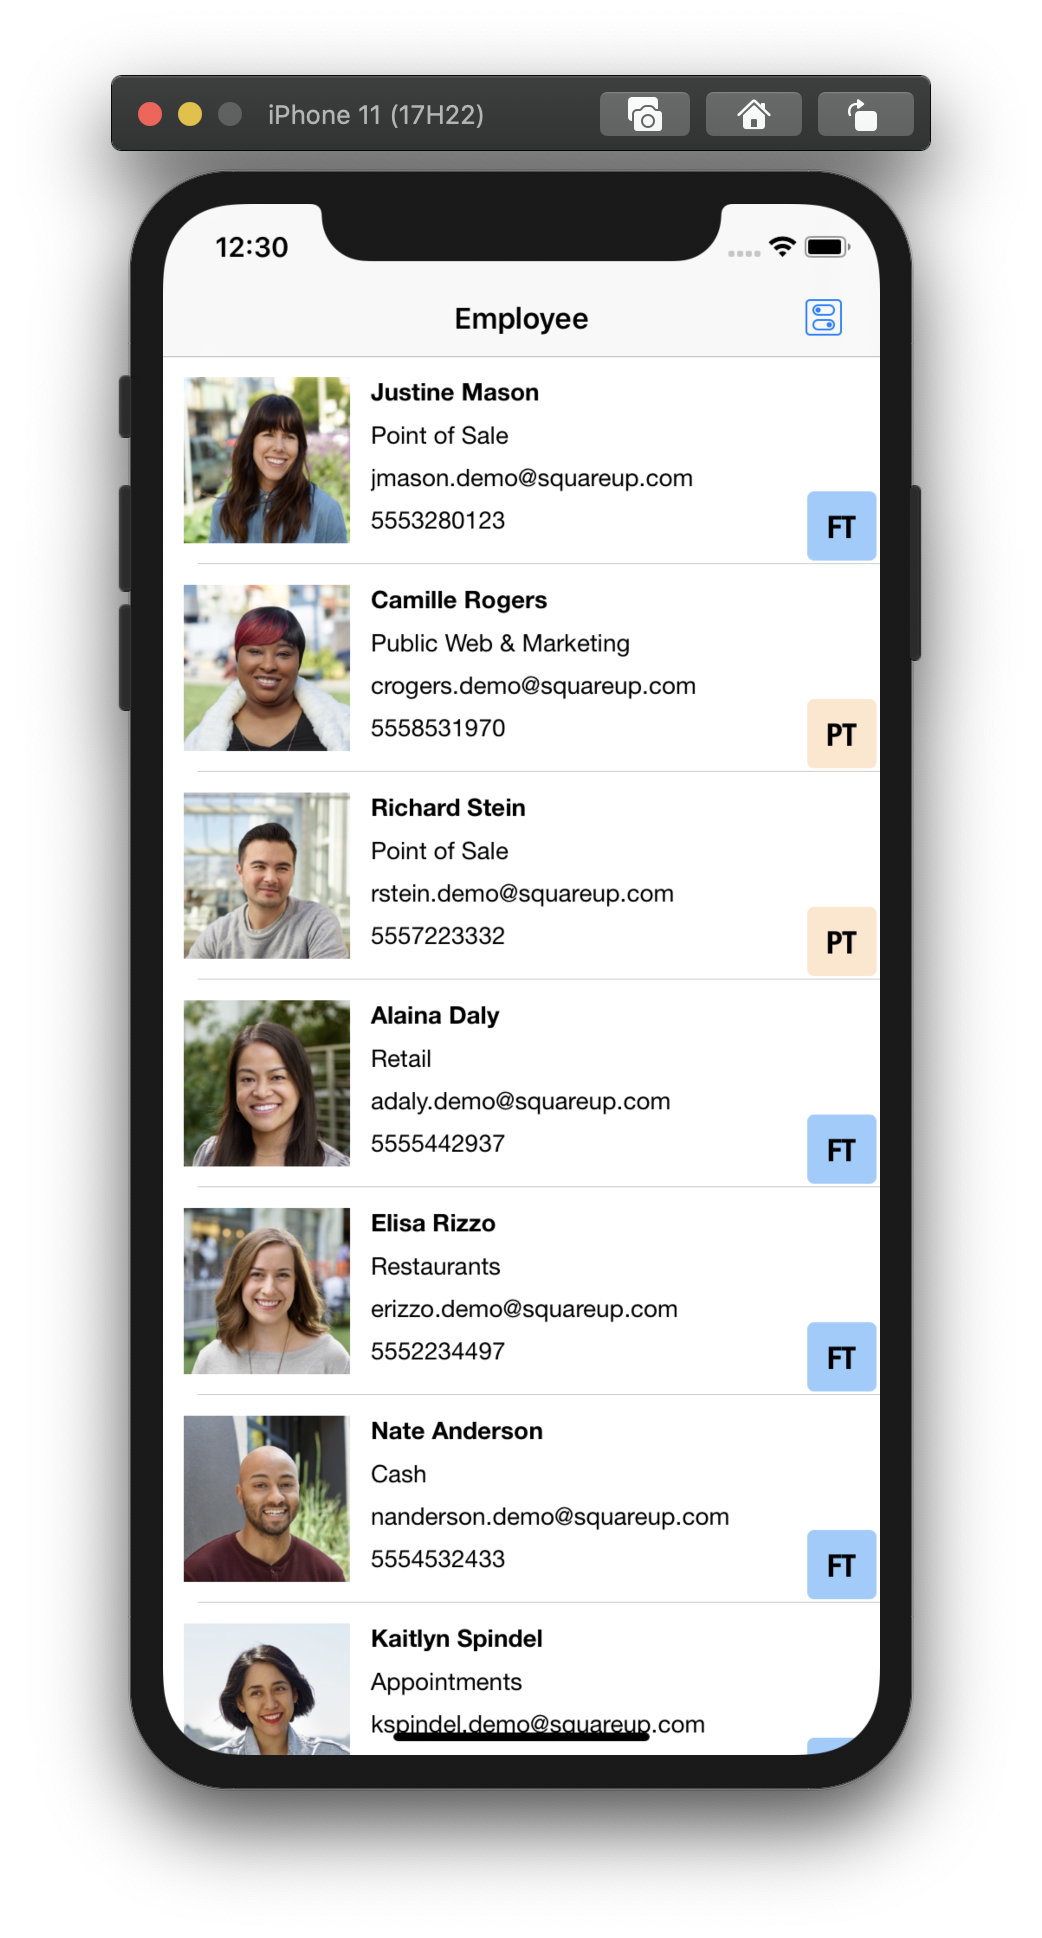 iPhone 11 (17H22)
12:30
Employee
Justine Mason
Point of Sale
jmason.demo@squareup.com
5553280123
FT
Camille Rogers
Public Web & Marketing
crogers.demo@squareup.com
5558531970
PT
Richard Stein
Point of Sale
rstein.demo@squareup.com
5557223332
PT
Alaina Daly
Retail
adaly.demo@squareup.com
5555442937
FT
Elisa Rizzo
Restaurants
erizzo.demo@squareup.com
5552234497
FT
Nate Anderson
Cash
nanderson.demo@squareup.com
5554532433
FT
Kaitlyn Spindel
Appointments
kspindel.demo@squareup.com